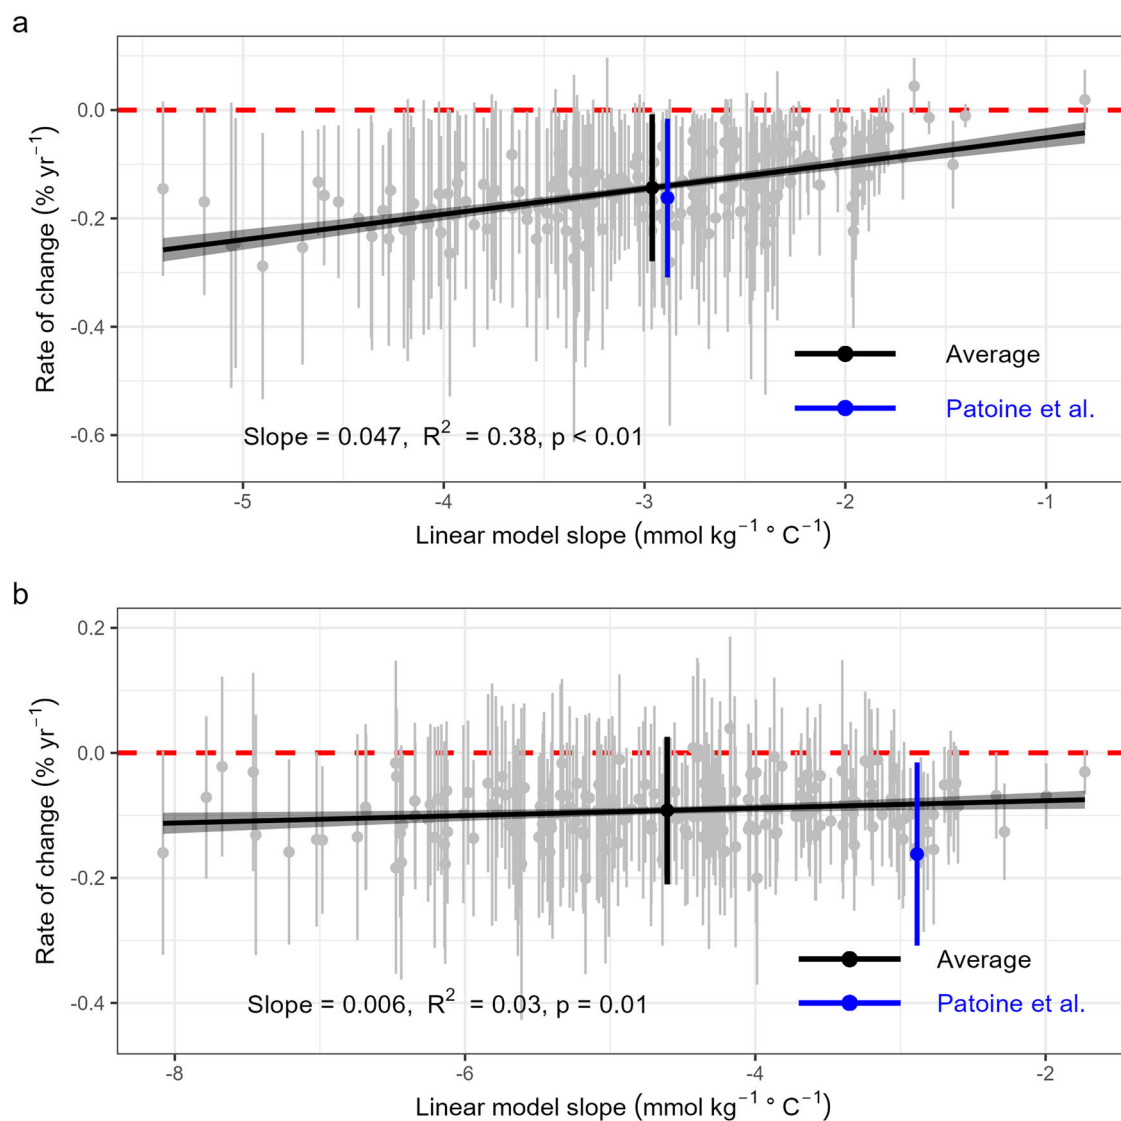 a
0.0
-0.2
-0.4
-0.6
Rate of change (% yr⁻¹)
Average
Patoine et al.
Slope = 0.047, R² = 0.38, p < 0.01
-5 -4 -3 -2 -1
Linear model slope (mmol kg⁻¹ ° C⁻¹)
b
0.2
0.0
-0.2
-0.4
Rate of change (% yr⁻¹)
Average
Patoine et al.
Slope = 0.006, R² = 0.03, p = 0.01
-8 -6 -4 -2
Linear model slope (mmol kg⁻¹ ° C⁻¹)